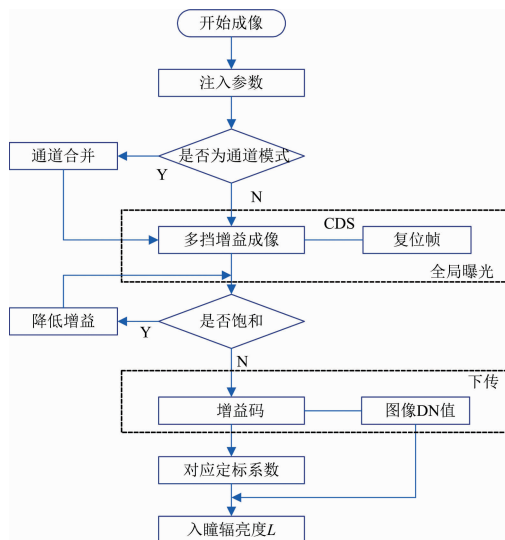 开始成像
注入参数
通道合并
是否为通道模式
Y
N
CDS
多挡增益成像
复位帧
全局曝光
降低增益
是否饱和
Y
N
下传
增益码
图像DN值
对应定标系数
入瞳辐亮度L